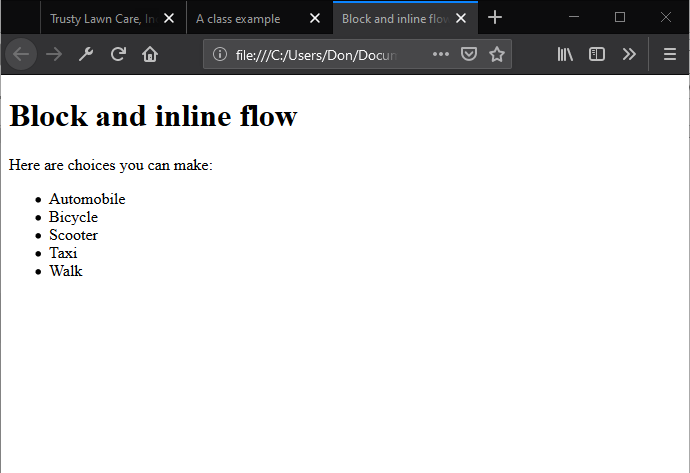 Trusty Lawn Care, In
A class example
Block and inline flow
file:///C:/Users/Don/Docum
Block and inline flow
Here are choices you can make:
Automobile
Bicycle
Scooter
Taxi
Walk